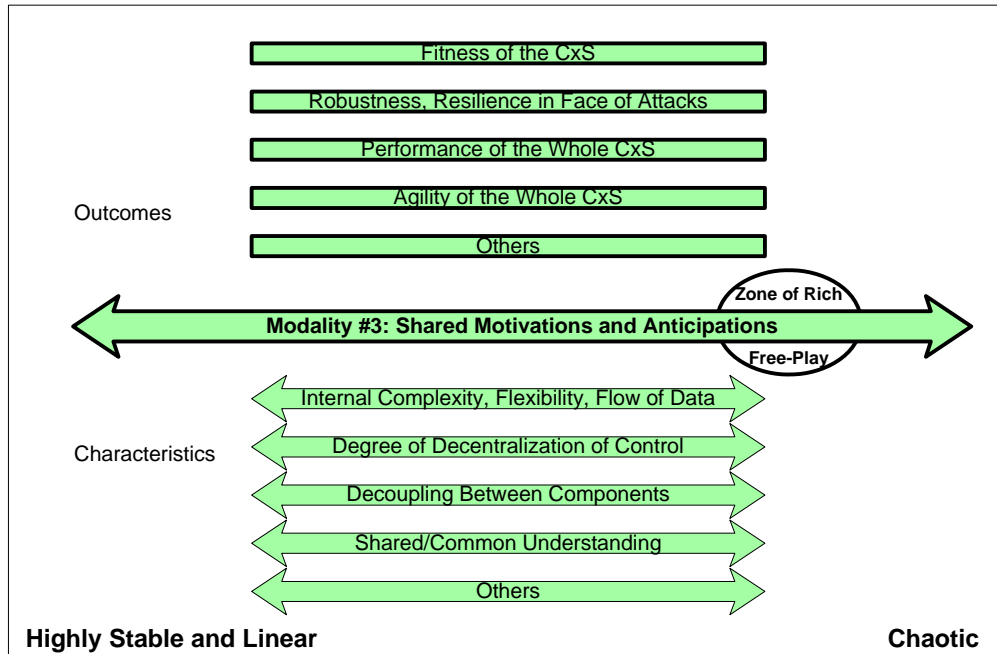 Fitness of the CxS
Robustness, Resilience in Face of Attacks
Performance of the Whole CxS
Agility of the Whole CxS
Outcomes
Others
Zone of Rich
Modality #3: Shared Motivations and Anticipations
Free-Play
Internal Complexity, Flexibility, Flow of Data
Degree of Decentralization of Control
Characteristics
Decoupling Between Components
Shared/Common Understanding
Others
Highly Stable and Linear
Chaotic